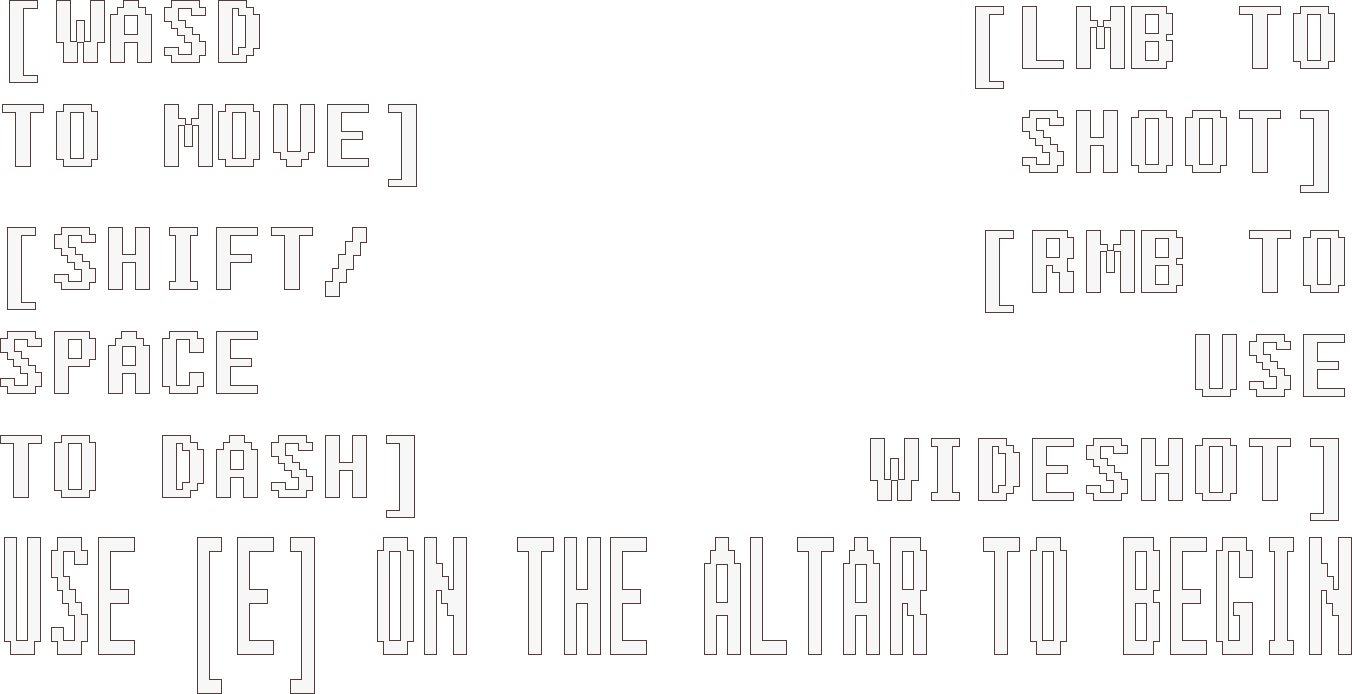 [WASD
TO MOVE]
[SHIFT/
SPACE
TO DASH]
[LMB TO
SHOOT]
[RMB TO
USE
WIDESHOT]
USE [E] ON THE ALTAR TO BEGIN